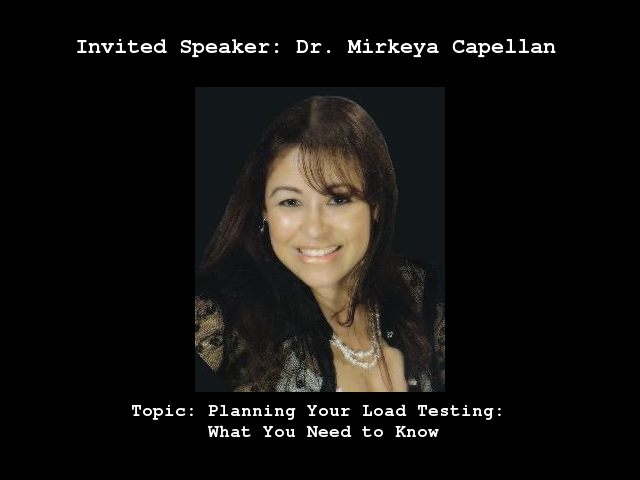 Invited Speaker: Dr. Mirkeya Capellan
Topic: Planning Your Load Testing:
What You Need to Know